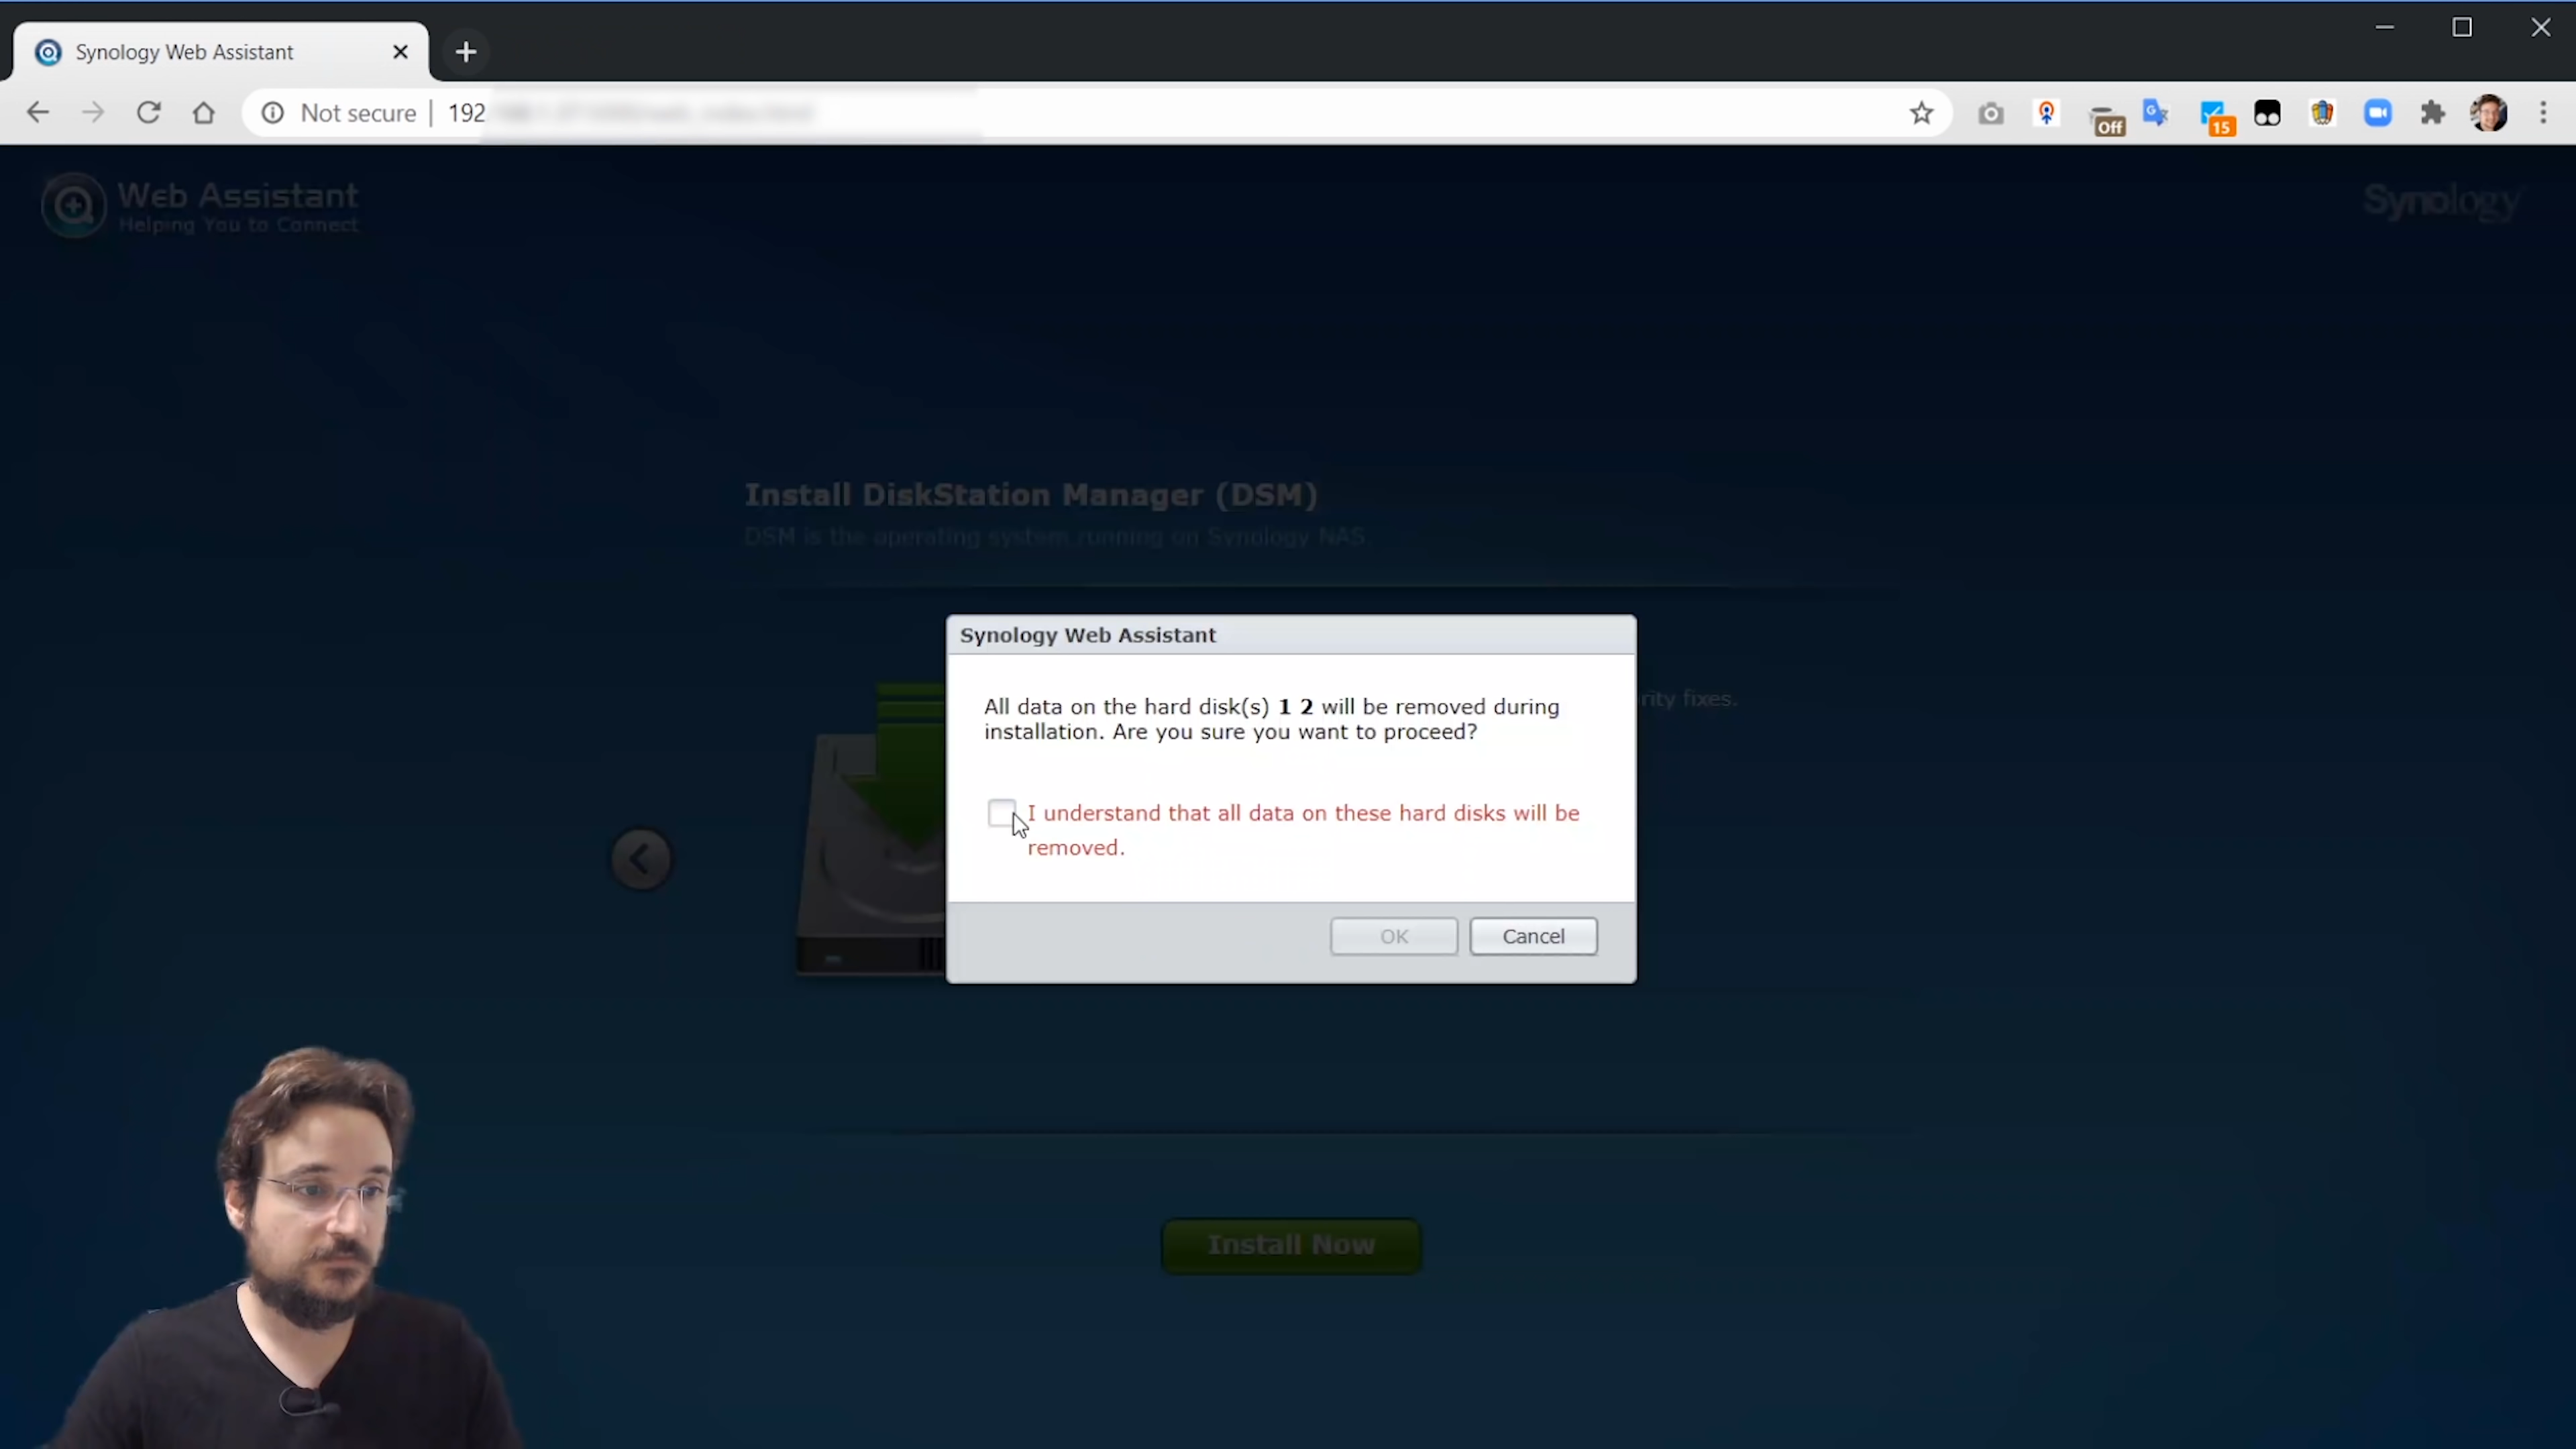 Synology Web Assistant
Not secure
192
Off
15
Web Assistant
Synology
Helping You to Connect
Install DiskStation Manager (DSM)
DSM is the operating system running on Synology NAS.
rity fixes.
Synology Web Assistant
All data on the hard disk(s) 1 2 will be removed during
installation. Are you sure you want to proceed?
I understand that all data on these hard disks will be
removed.
OK
Cancel
Install Now